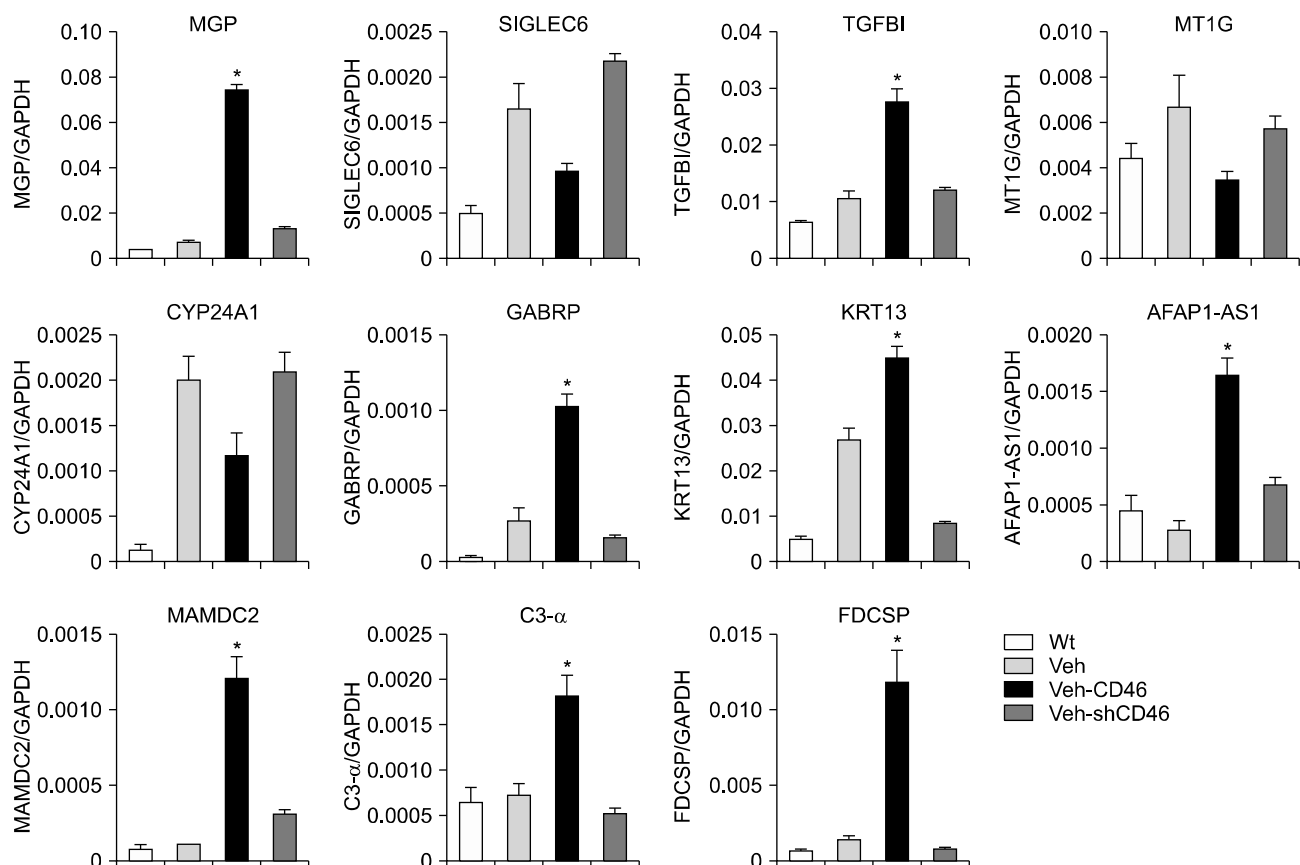 MGP
MGP/GAPDH
0.10
0.08
0.06
0.04
0.02
0
*
SIGLEC6
SIGLEC6/GAPDH
0.0025
0.0020
0.0015
0.0010
0.0005
0
TGFBI
TGFBI/GAPDH
0.04
0.03
0.02
0.01
0
*
MT1G
MT1G/GAPDH
0.010
0.008
0.006
0.004
0.002
0
CYP24A1
CYP24A1/GAPDH
0.0025
0.0020
0.0015
0.0010
0.0005
0
GABRP
GABRP/GAPDH
0.0015
0.0010
0.0005
0
*
KRT13
KRT13/GAPDH
0.05
0.04
0.03
0.02
0.01
0
*
AFAP1-AS1
AFAP1-AS1/GAPDH
0.0020
0.0015
0.0010
0.0005
0
*
MAMDC2
MAMDC2/GAPDH
0.0015
0.0010
0.0005
0
*
C3-α
C3-α/GAPDH
0.0025
0.0020
0.0015
0.0010
0.0005
0
*
FDCSP
FDCSP/GAPDH
0.015
0.010
0.005
0
*
Wt
Veh
Veh-CD46
Veh-shCD46